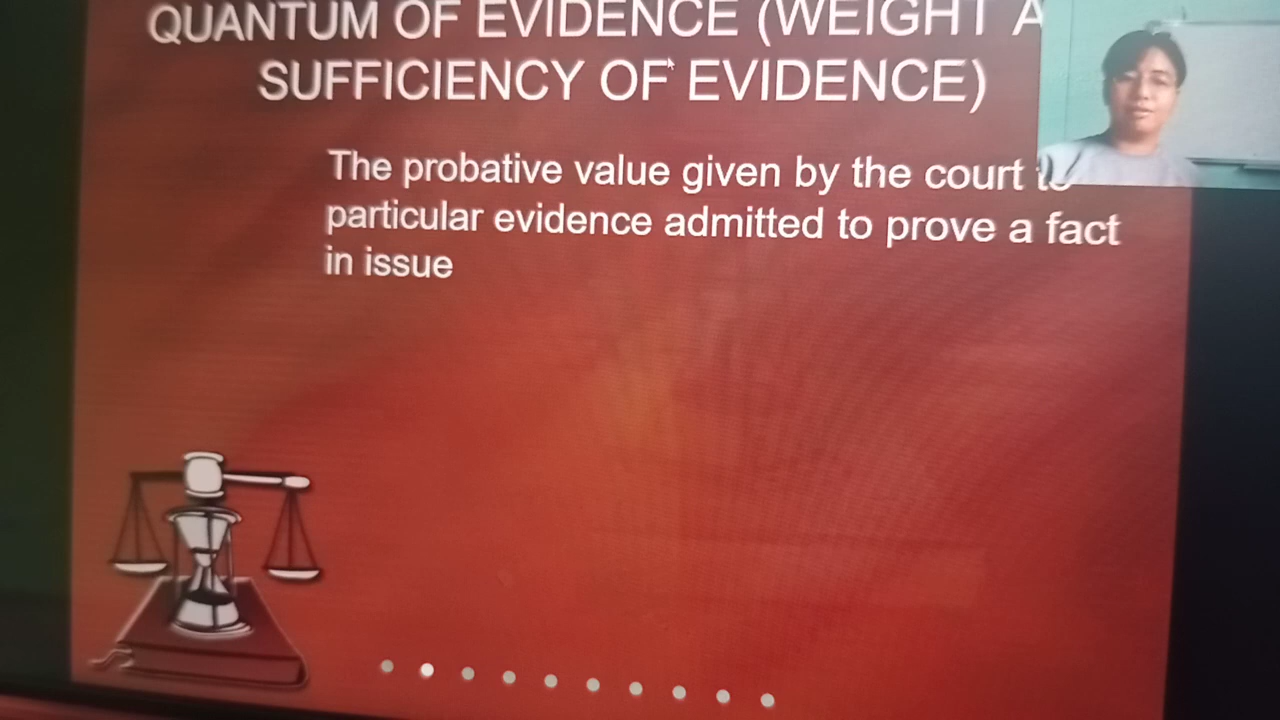 QUANTUM OF EVIDENCE (WEIGHT A
SUFFICIENCY OF EVIDENCE)
The probative value given by the court to
particular evidence admitted to prove a fact
in issue